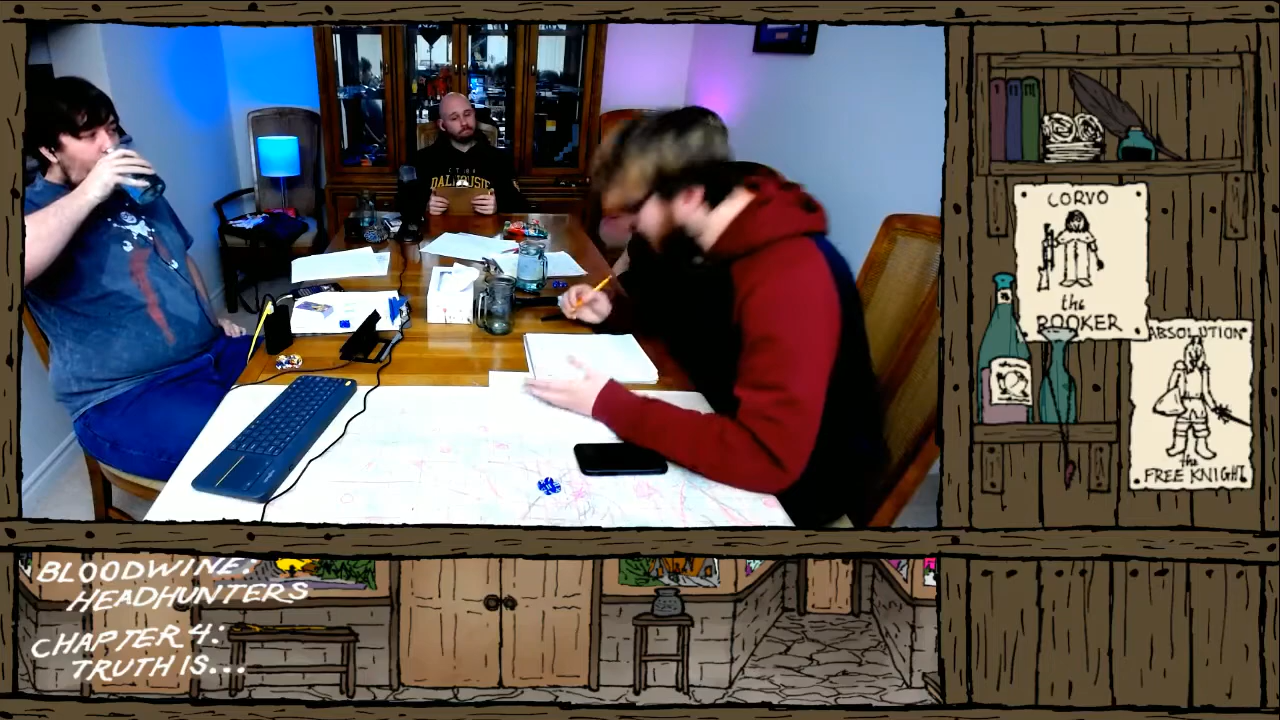 DALHOUSIE
CORVO
the
ROOKER
ABSOLUTION
the
FREE KNIGHT
BLOODWINE:
HEADHUNTERS
CHAPTER 4:
TRUTH IS...